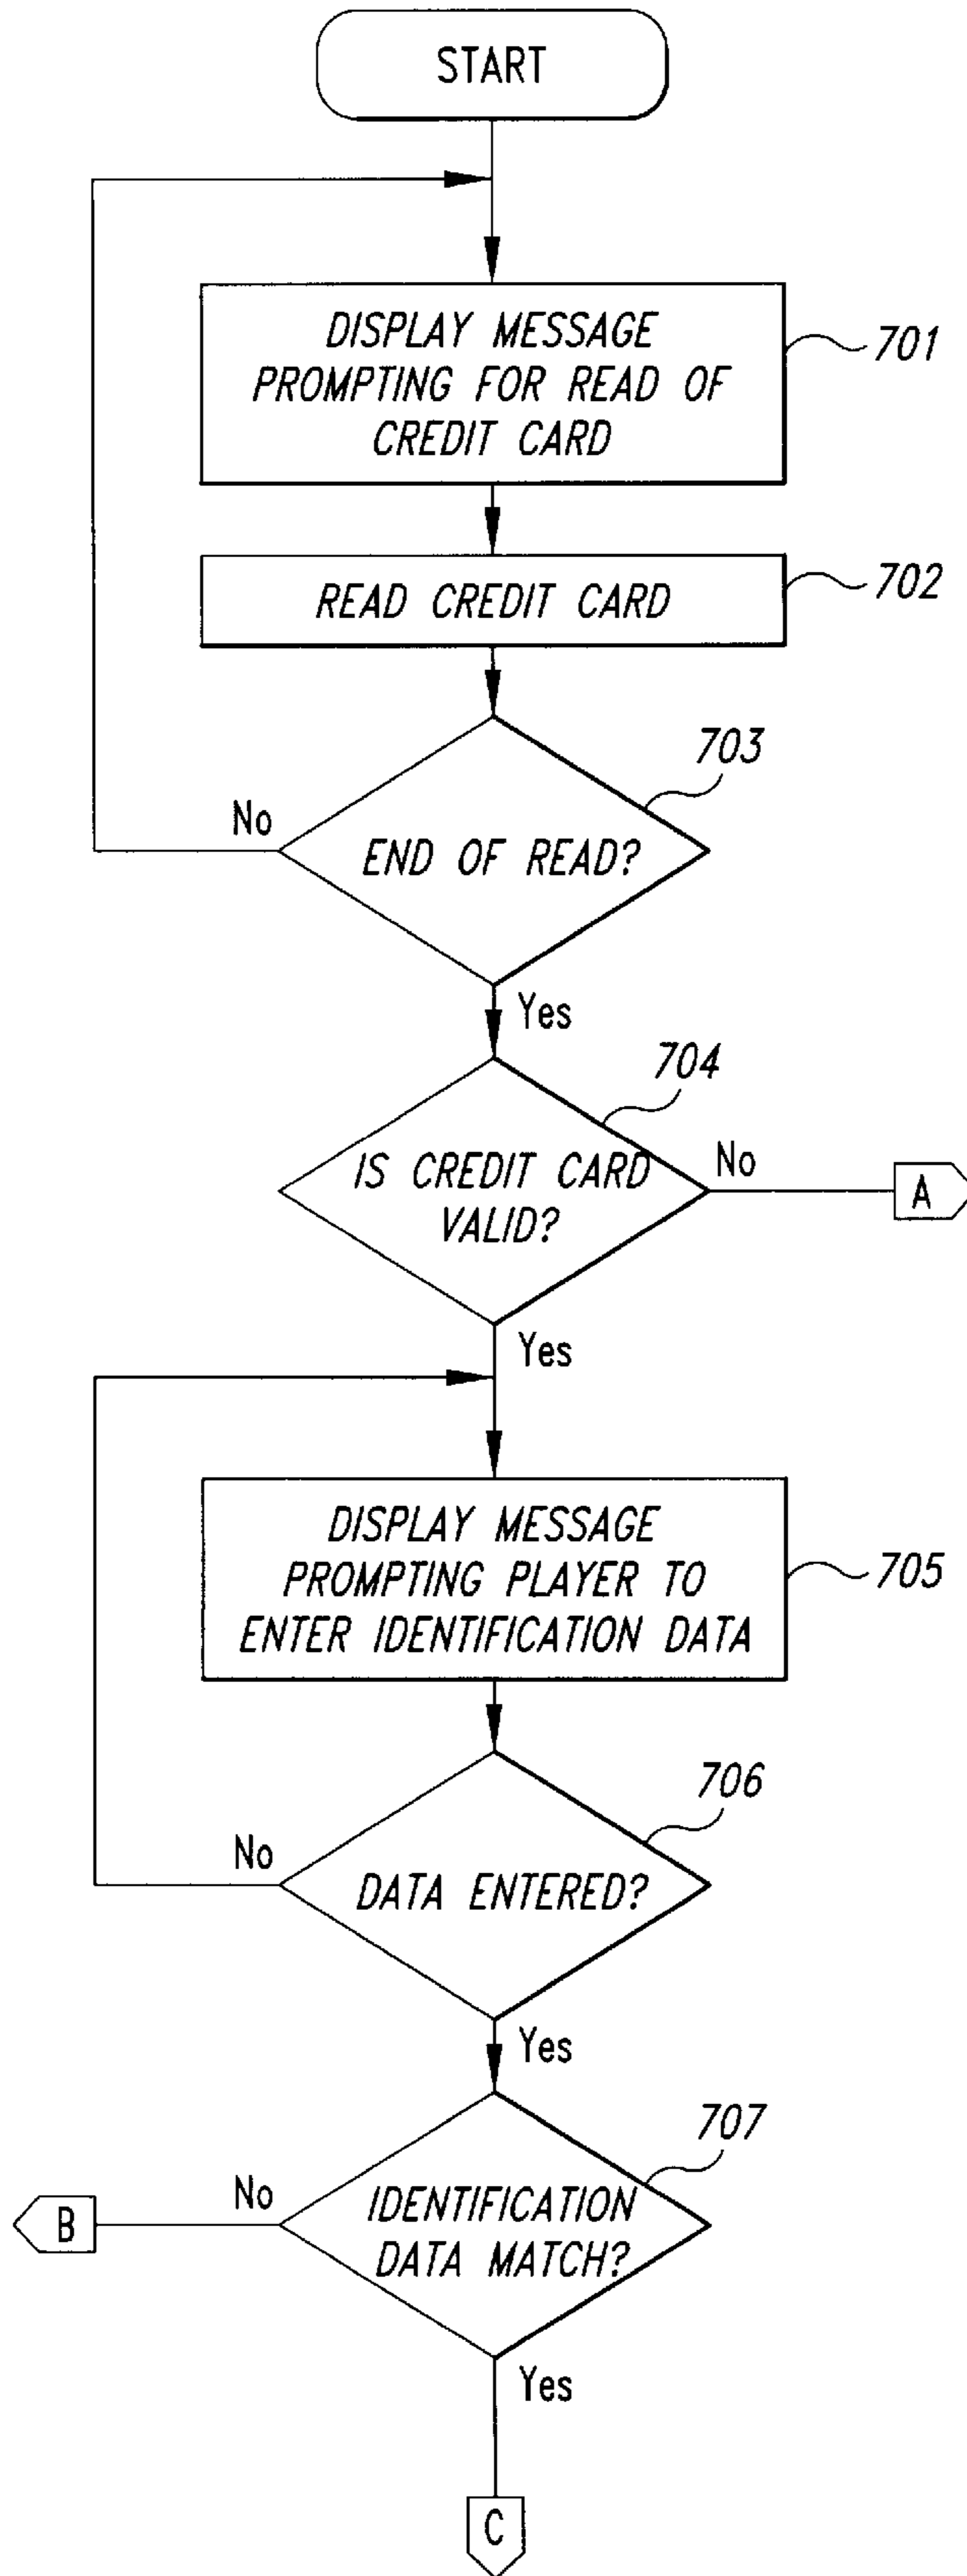 START
DISPLAY MESSAGE
PROMPTING FOR READ OF
CREDIT CARD
701
READ CREDIT CARD
702
703
No
END OF READ?
Yes
704
IS CREDIT CARD
VALID?
No
A
Yes
DISPLAY MESSAGE
PROMPTING PLAYER TO
ENTER IDENTIFICATION DATA
705
706
No
DATA ENTERED?
Yes
707
No
B
IDENTIFICATION
DATA MATCH?
Yes
C